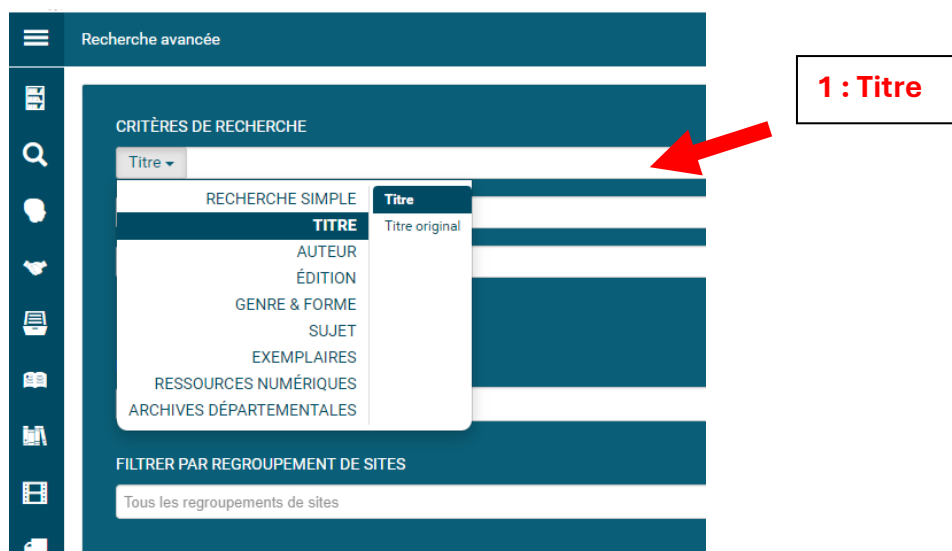 Recherche avancée
1 : Titre
CRITÈRES DE RECHERCHE
Titre
RECHERCHE SIMPLE
TITRE
AUTEUR
ÉDITION
GENRE & FORME
SUJET
EXEMPLAIRES
RESSOURCES NUMÉRIQUES
ARCHIVES DÉPARTEMENTALES
Titre
Titre original
FILTRER PAR REGROUPEMENT DE SITES
Tous les regroupements de sites